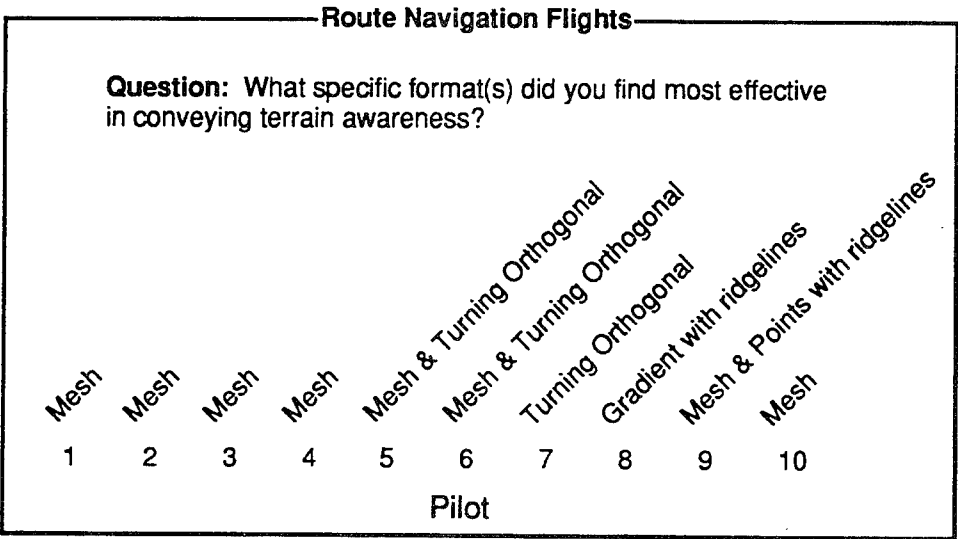 Route Navigation Flights
Question: What specific format(s) did you find most effective
in conveying terrain awareness?
Mesh
Mesh
Mesh
Mesh
Mesh & Turning Orthogonal
Mesh & Turning Orthogonal
Turning Orthogonal
Gradient with ridgelines
Mesh & Points with ridgelines
Mesh
1 2 3 4 5 6 7 8 9 10
Pilot